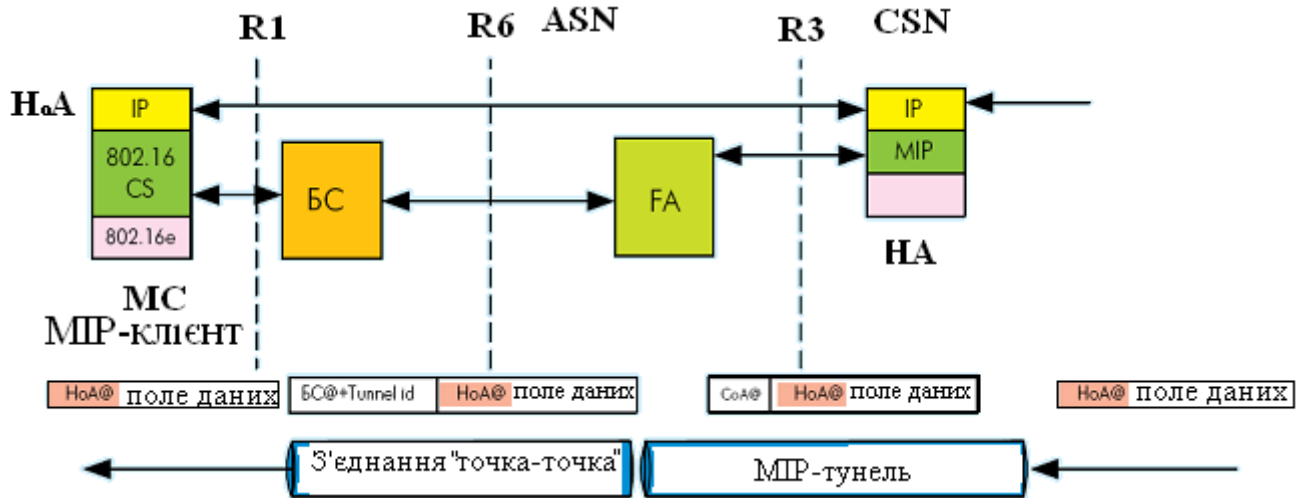 R1
R6
ASN
R3
CSN
HₒA
IP
802.16
CS
802.16e
БС
FA
IP
MIP
HA
МС
МІР-клієнт
HoA@ поле даних
БС@+Tunnel id HoA@ поле даних
CoA@ HoA@ поле даних
HoA@ поле даних
З'єднання "точка-точка"
МІР-тунель